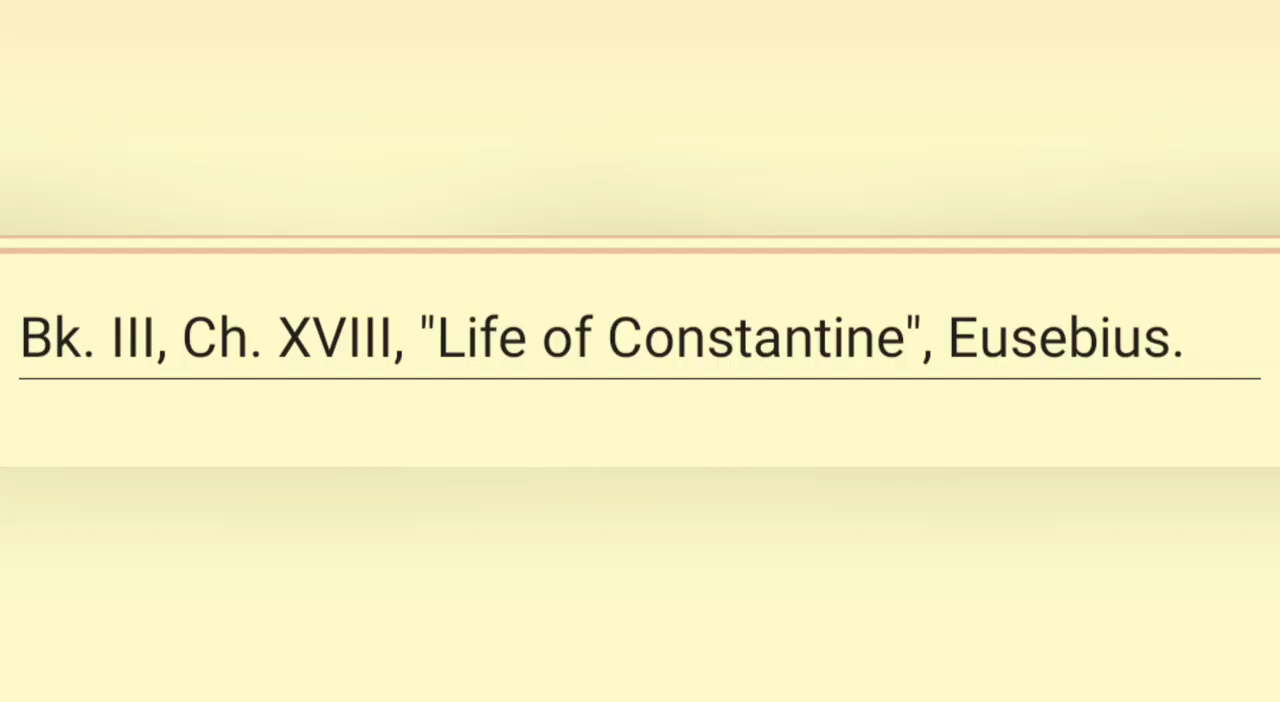 Bk. III, Ch. XVIII, "Life of Constantine", Eusebius.